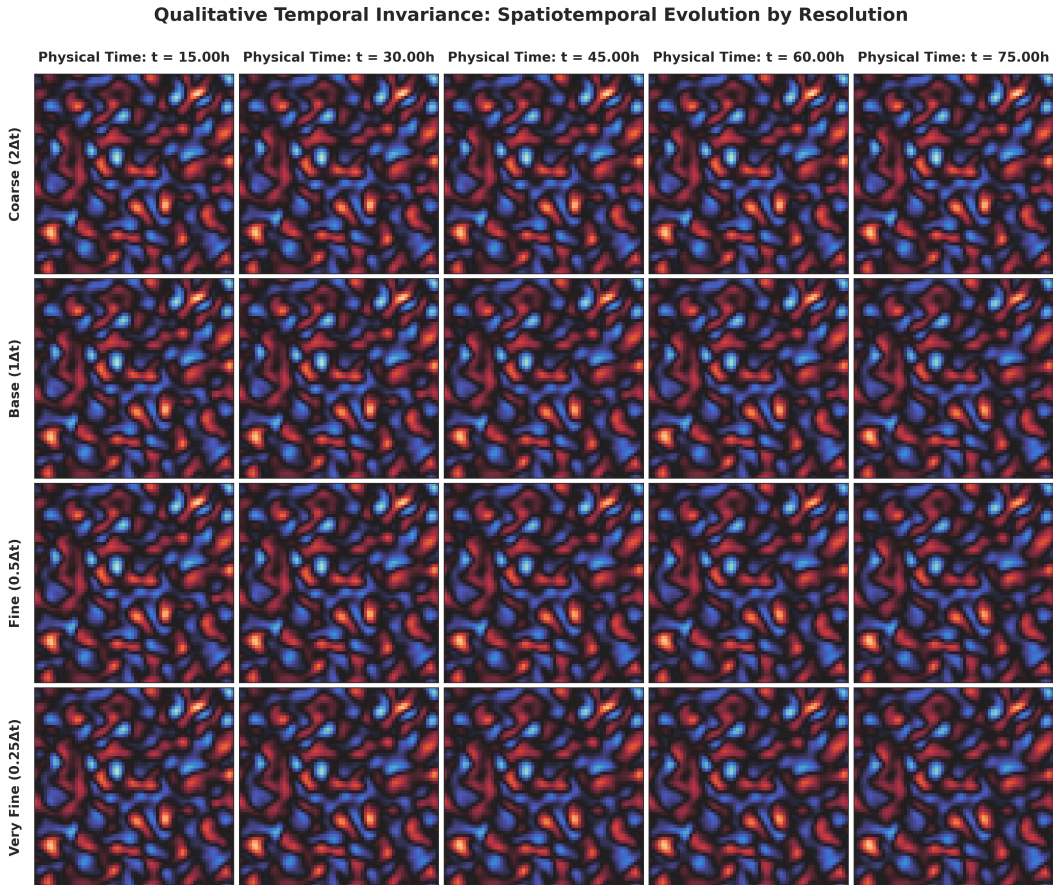 Qualitative Temporal Invariance: Spatiotemporal Evolution by Resolution
Physical Time: t = 15.00h
Physical Time: t = 30.00h
Physical Time: t = 45.00h
Physical Time: t = 60.00h
Physical Time: t = 75.00h
Coarse (2Δt)
Base (1Δt)
Fine (0.5Δt)
Very Fine (0.25Δt)